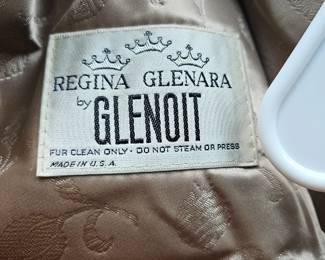 REGINA GLENARA
by
GLENOIT
FUR CLEAN ONLY · DO NOT STEAM OR PRESS
MADE IN U.S.A.